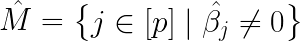 M̂ = {j ∈ [p] | β̂ⱼ ≠ 0}